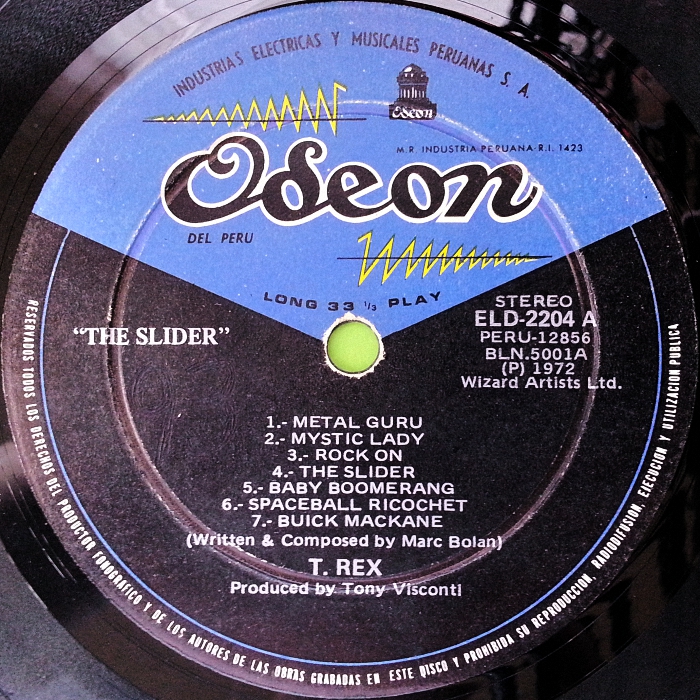 INDUSTRIAS ELECTRICAS Y MUSICALES PERUANAS S. A.
Odeon
M.R. INDUSTRIA PERUANA-R.I. 1423
Odeon
DEL PERU
LONG 33 1/3 PLAY
"THE SLIDER"
STEREO
ELD-2204 A
PERU-12856
BLN.5001A
(P) 1972
Wizard Artists Ltd.
1.- METAL GURU
2.- MYSTIC LADY
3.- ROCK ON
4.- THE SLIDER
5.- BABY BOOMERANG
6.- SPACEBALL RICOCHET
7.- BUICK MACKANE
(Written & Composed by Marc Bolan)
T. REX
Produced by Tony Visconti
RESERVADOS TODOS LOS DERECHOS DEL PRODUCTOR FONOGRAFICO Y DE LOS AUTORES DE LAS OBRAS GRABADAS EN ESTE DISCO Y PROHIBIDA SU REPRODUCCION, RADIODIFUSION, EJECUCION Y UTILIZACION PUBLICA